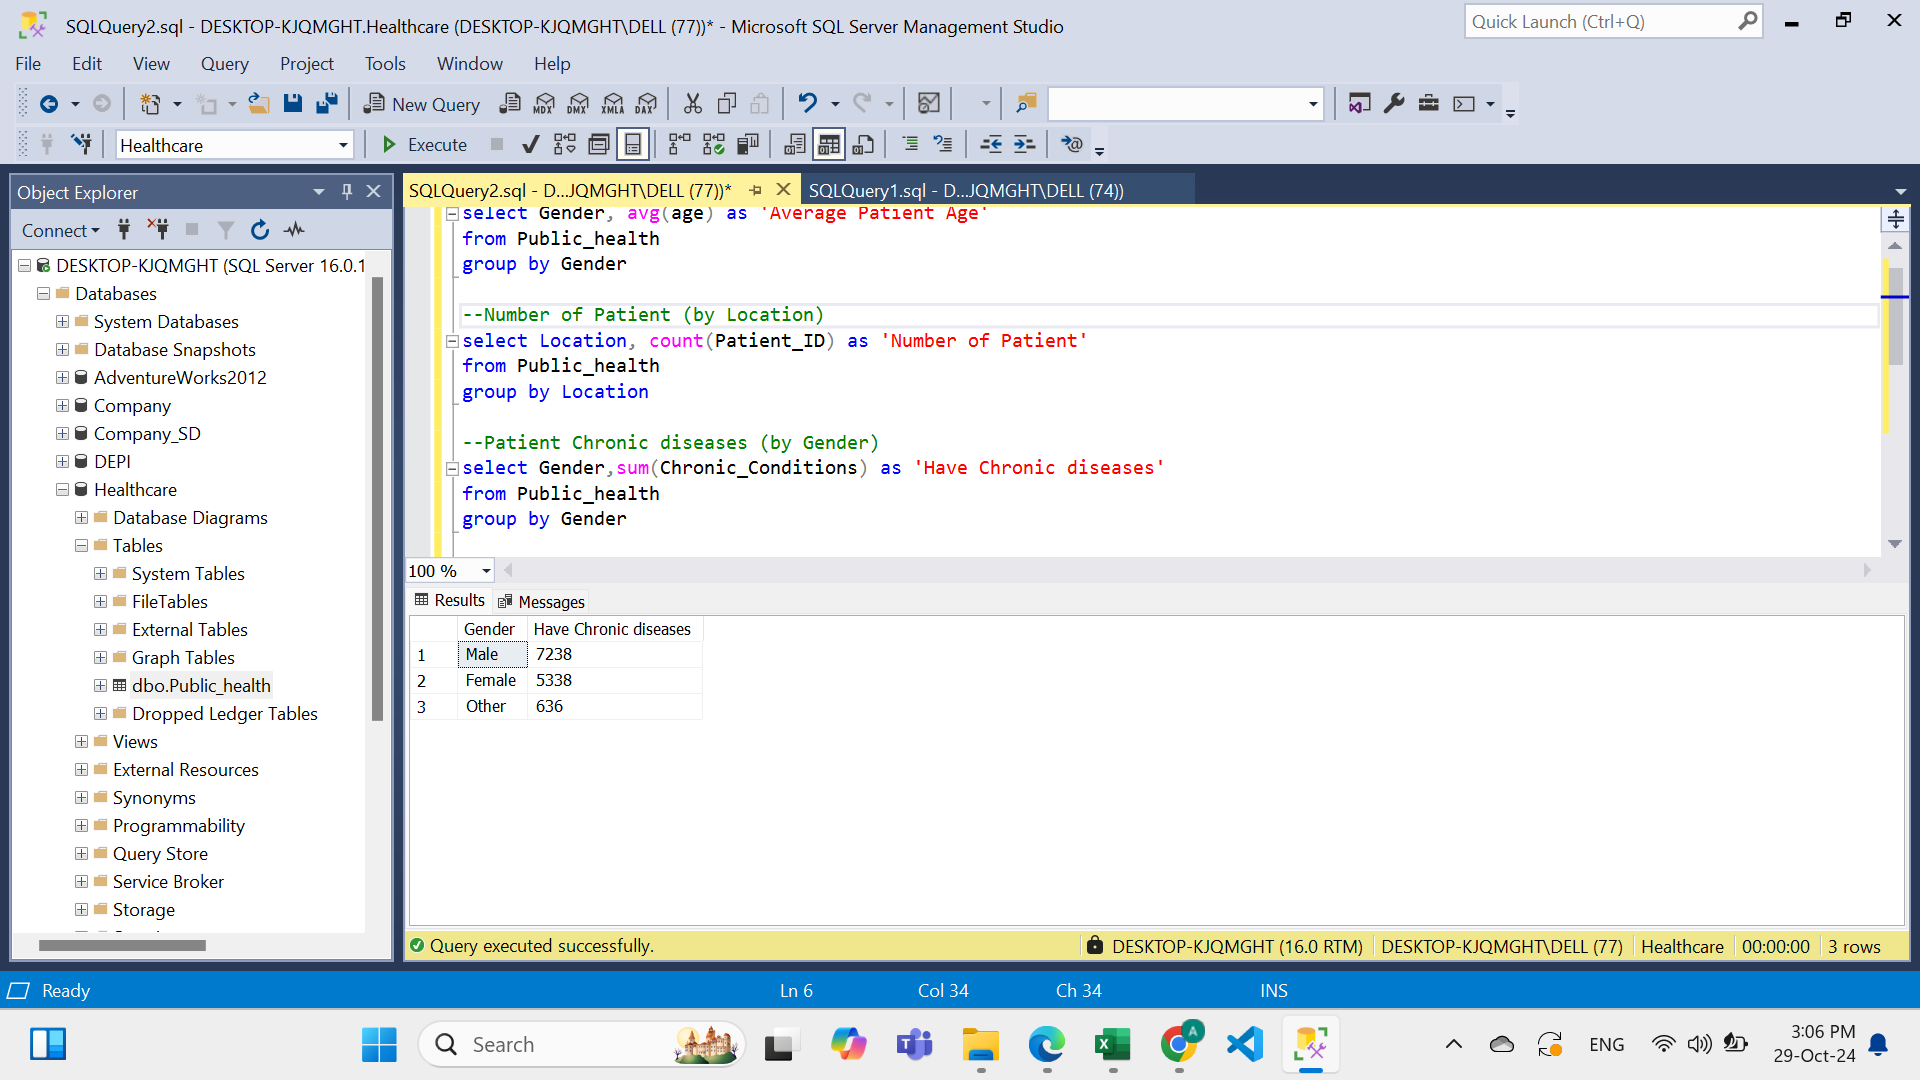 SQLQuery2.sql - DESKTOP-KJQMGHT.Healthcare (DESKTOP-KJQMGHT\DELL (77))* - Microsoft SQL Server Management Studio
Quick Launch (Ctrl+Q)
File Edit View Query Project Tools Window Help
New Query MDX DMX XMLA DAX
Healthcare Execute
Object Explorer
SQLQuery2.sql - D...JQMGHT\DELL (77))* SQLQuery1.sql - D...JQMGHT\DELL (74))
Connect
DESKTOP-KJQMGHT (SQL Server 16.0.1
Databases
System Databases
Database Snapshots
AdventureWorks2012
Company
Company_SD
DEPI
Healthcare
Database Diagrams
Tables
System Tables
FileTables
External Tables
Graph Tables
dbo.Public_health
Dropped Ledger Tables
Views
External Resources
Synonyms
Programmability
Query Store
Service Broker
Storage
select Gender, avg(age) as 'Average Patient Age'
from Public_health
group by Gender
--Number of Patient (by Location)
select Location, count(Patient_ID) as 'Number of Patient'
from Public_health
group by Location
--Patient Chronic diseases (by Gender)
select Gender,sum(Chronic_Conditions) as 'Have Chronic diseases'
from Public_health
group by Gender
100 %
Results Messages
Gender Have Chronic diseases
1 Male 7238
2 Female 5338
3 Other 636
Query executed successfully. DESKTOP-KJQMGHT (16.0 RTM) DESKTOP-KJQMGHT\DELL (77) Healthcare 00:00:00 3 rows
Ready Ln 6 Col 34 Ch 34 INS
Search
A
ENG
3:06 PM
29-Oct-24